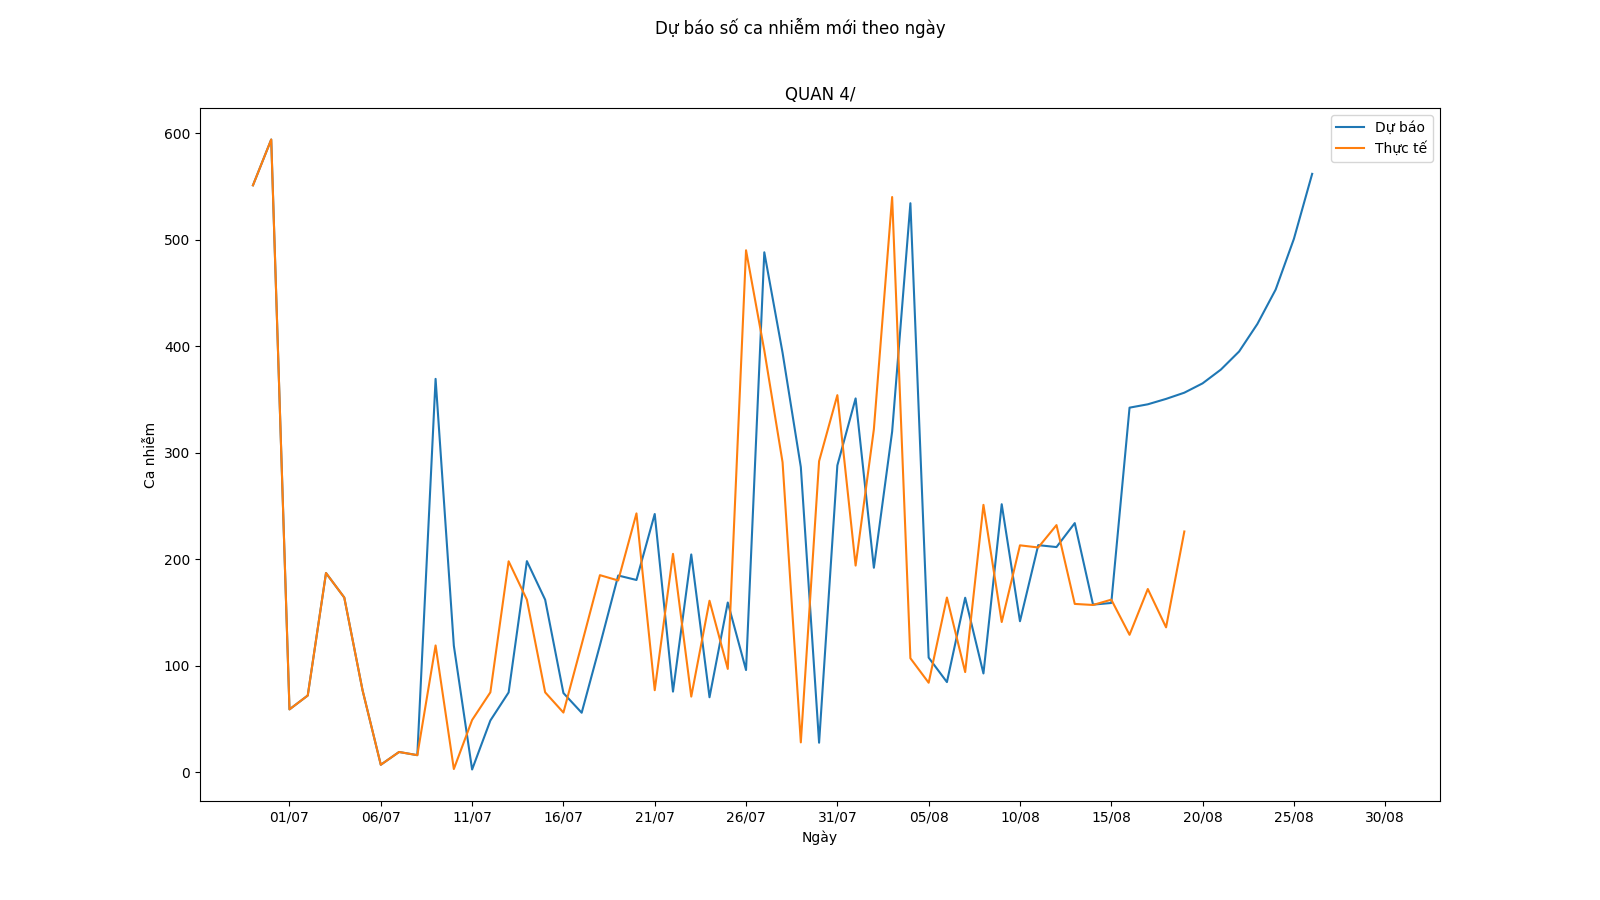 Dự báo số ca nhiễm mới theo ngày
QUAN 4/
Dự báo
Thực tế
600
500
400
300
200
100
0
Ca nhiễm
01/07 06/07 11/07 16/07 21/07 26/07 31/07 05/08 10/08 15/08 20/08 25/08 30/08
Ngày